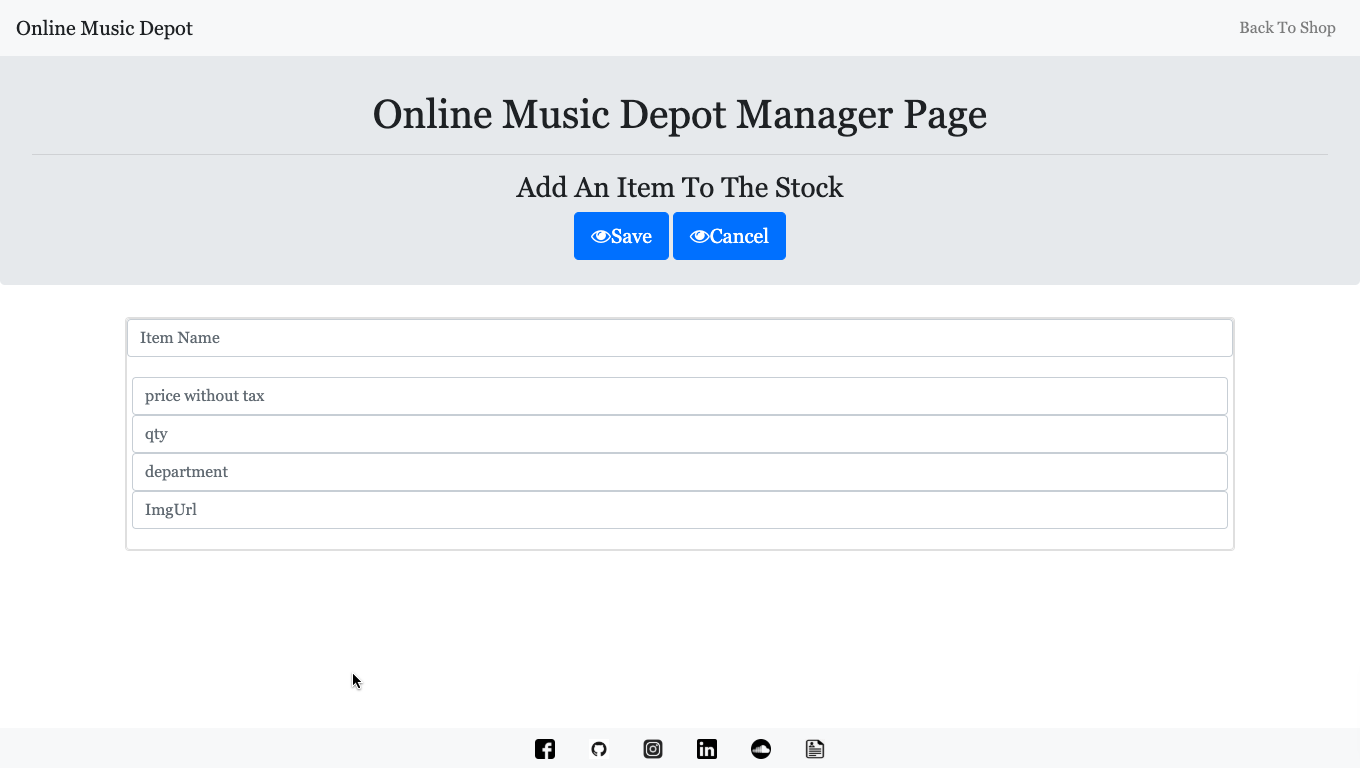 Online Music Depot
Back To Shop
Online Music Depot Manager Page
Add An Item To The Stock
Save
Cancel
Item Name
price without tax
qty
department
ImgUrl